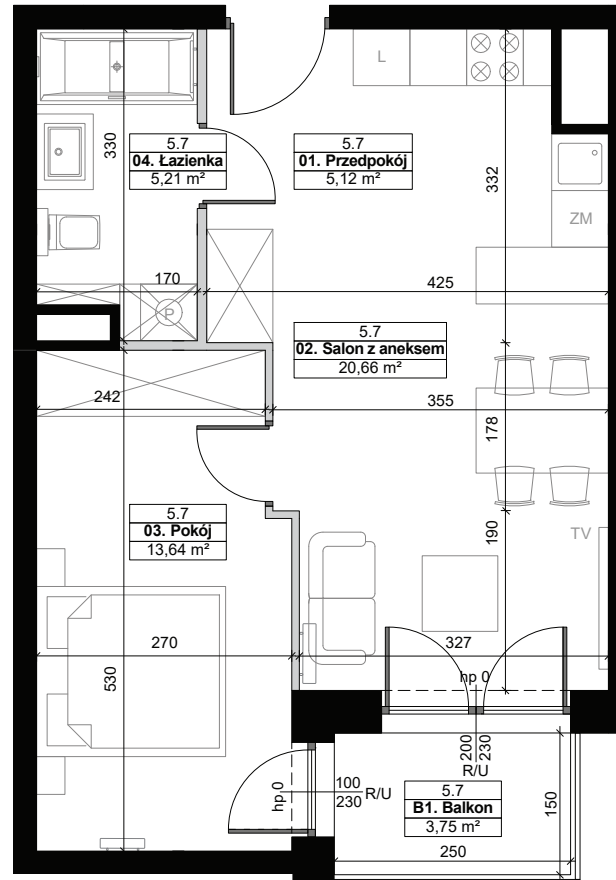 L
5.7
04. Łazienka
5,21 m²
5.7
01. Przedpokój
5,12 m²
330
332
ZM
170
425
P
5.7
02. Salon z aneksem
20,66 m²
242
355
178
5.7
03. Pokój
13,64 m²
190
TV
270
327
530
hp 0
200
230
R/U
hp 0
100
230
R/U
5.7
B1. Balkon
3,75 m²
150
250